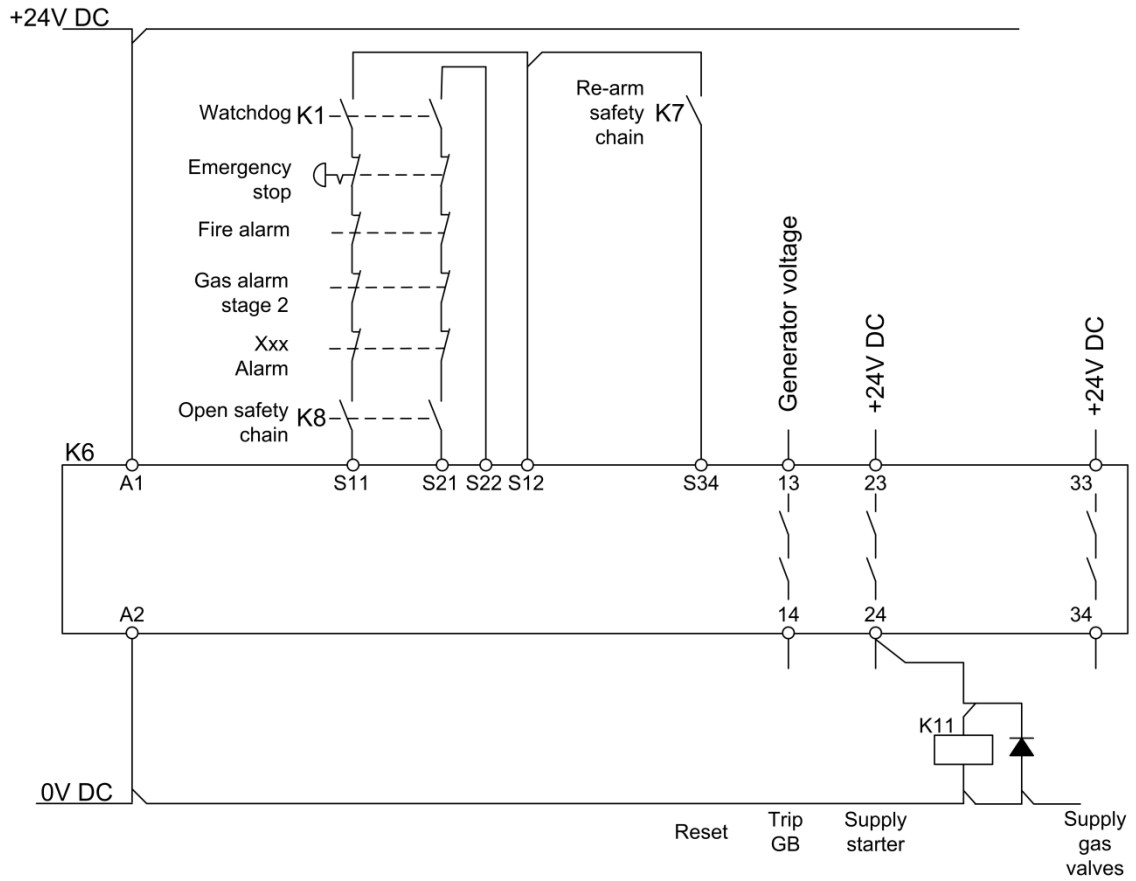 +24V DC
Watchdog K1
Emergency
stop
Fire alarm
Gas alarm
stage 2
Xxx
Alarm
Open safety
chain
K8
Re-arm
safety
chain
K7
Generator voltage
+24V DC
+24V DC
K6
A1
S11
S21
S22
S12
S34
13
23
33
A2
14
24
34
K11
0V DC
Reset
Trip
GB
Supply
starter
Supply
gas
valves